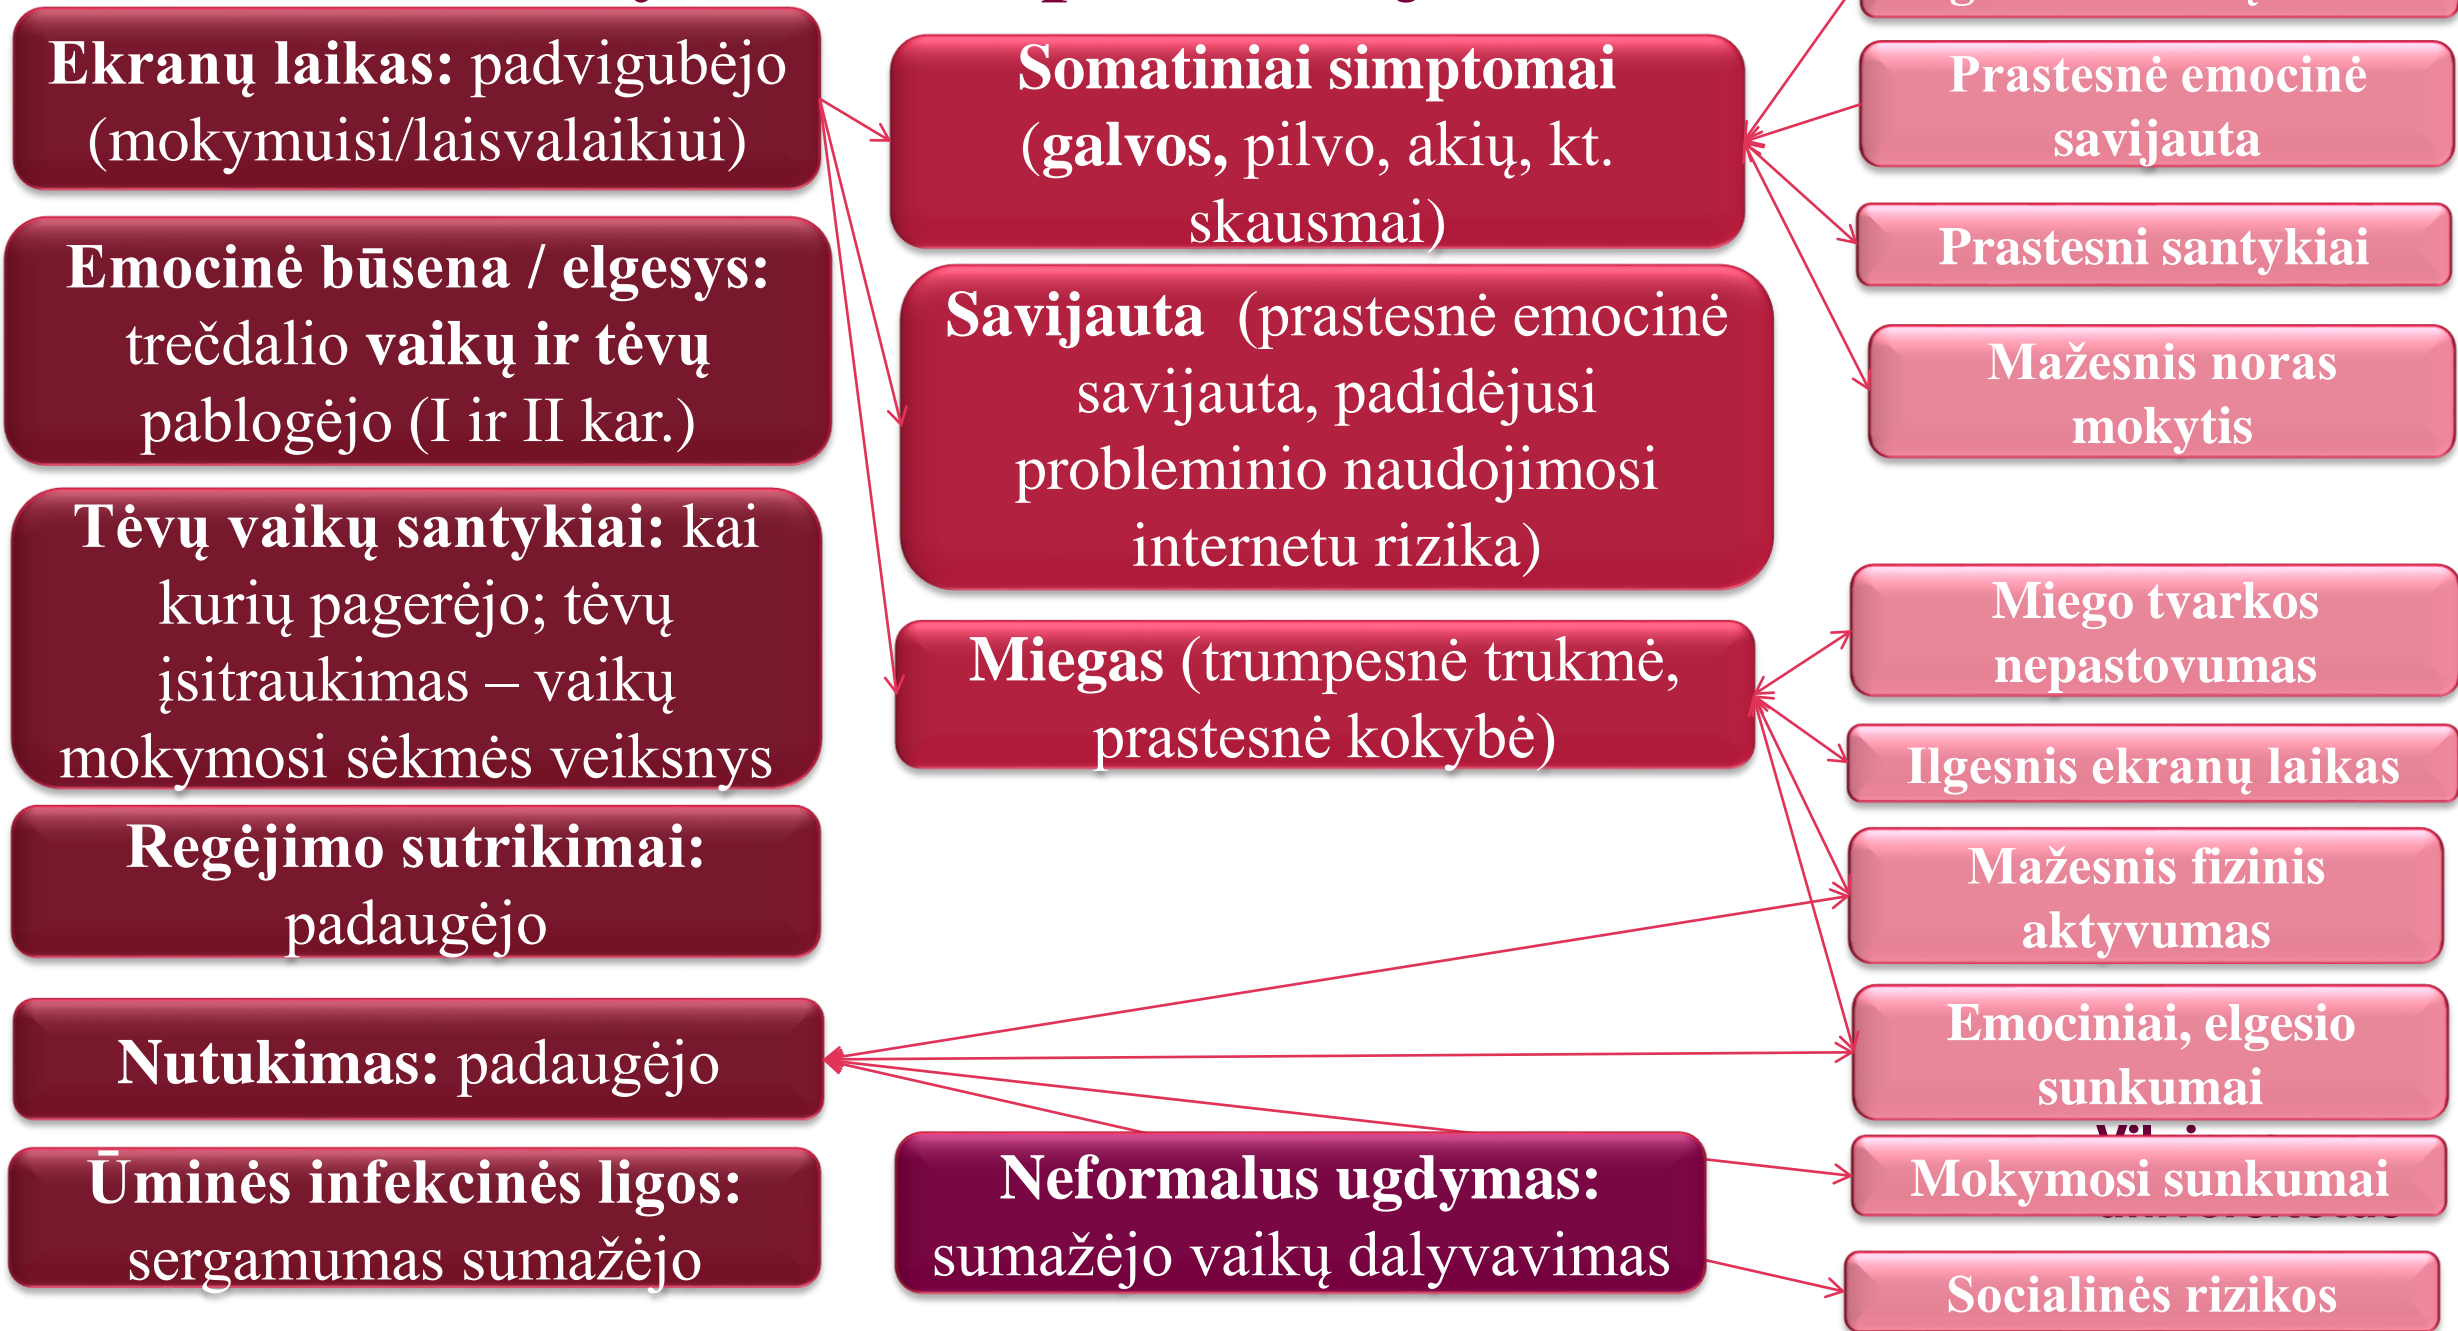 Ekranų laikas: padvigubėjo
(mokymuisi/laisvalaikiui)
Emocinė būsena / elgesys:
trečdalio vaikų ir tėvų
pablogėjo (I ir II kar.)
Tėvų vaikų santykiai: kai
kurių pagerėjo; tėvų
įsitraukimas – vaikų
mokymosi sėkmės veiksnys
Regėjimo sutrikimai:
padaugėjo
Nutukimas: padaugėjo
Ūminės infekcinės ligos:
sergamumas sumažėjo
Somatiniai simptomai
(galvos, pilvo, akių, kt.
skausmai)
Savijauta (prastesnė emocinė
savijauta, padidėjusi
probleminio naudojimosi
internetu rizika)
Miegas (trumpesnė trukmė,
prastesnė kokybė)
Neformalus ugdymas:
sumažėjo vaikų dalyvavimas
Prastesnė emocinė
savijauta
Prastesni santykiai
Mažesnis noras
mokytis
Miego tvarkos
nepastovumas
Ilgesnis ekranų laikas
Mažesnis fizinis
aktyvumas
Emociniai, elgesio
sunkumai
Mokymosi sunkumai
Socialinės rizikos